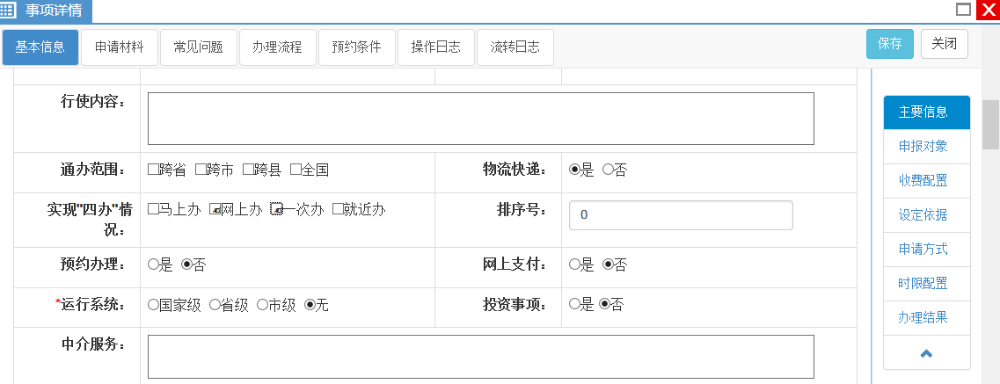 事项详情
基本信息 申请材料 常见问题 办理流程 预约条件 操作日志 流转日志 保存 关闭
行使内容：
通办范围： 跨省 跨市 跨县 全国 物流快递： 是 否
实现"四办"情况： 马上办 网上办 一次办 就近办 排序号： 0
预约办理： 是 否 网上支付： 是 否
*运行系统： 国家级 省级 市级 无 投资事项： 是 否
中介服务：
主要信息
申报对象
收费配置
设定依据
申请方式
时限配置
办理结果